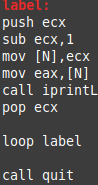 label:
push ecx
sub ecx,1
mov [N],ecx
mov eax,[N]
call iprintL
pop ecx
loop label
call quit